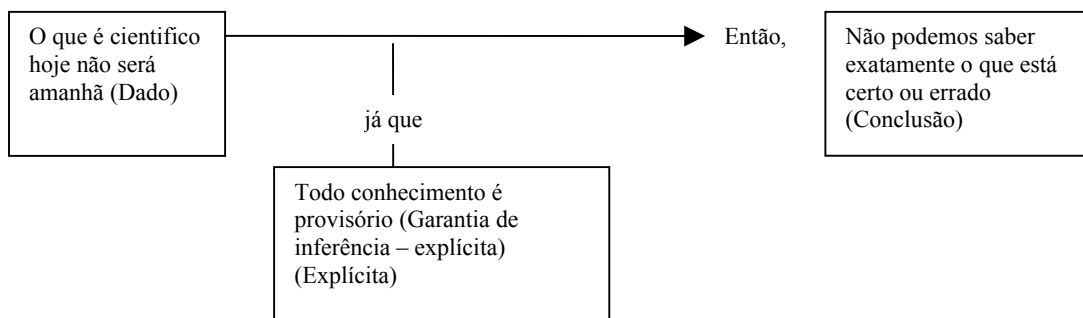 O que é cientifico
hoje não será
amanhã (Dado)
Então,
Não podemos saber
exatamente o que está
certo ou errado
(Conclusão)
já que
Todo conhecimento é
provisório (Garantia de
inferência – explícita)
(Explícita)